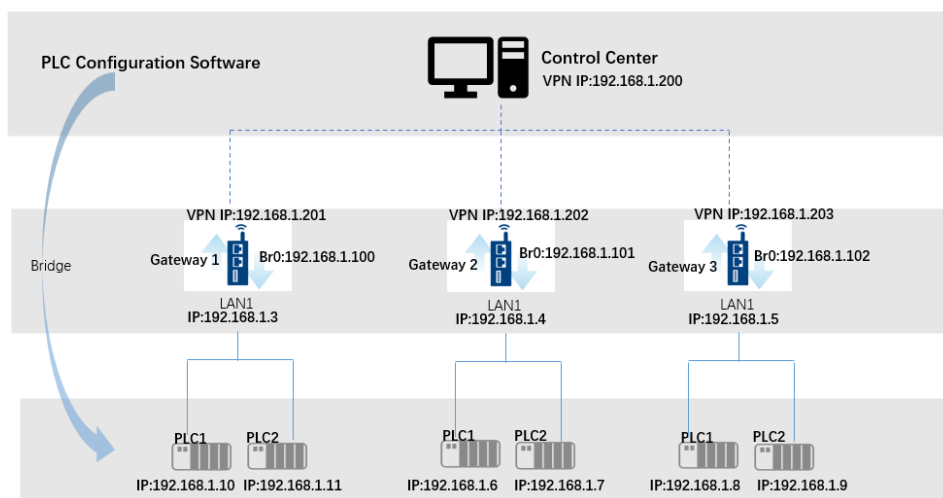 PLC Configuration Software
Control Center
VPN IP:192.168.1.200
VPN IP:192.168.1.201
VPN IP:192.168.1.202
VPN IP:192.168.1.203
Bridge
Gateway 1
Br0:192.168.1.100
Gateway 2
Br0:192.168.1.101
Gateway 3
Br0:192.168.1.102
LAN1
IP:192.168.1.3
LAN1
IP:192.168.1.4
LAN1
IP:192.168.1.5
PLC1
PLC2
PLC1
PLC2
PLC1
PLC2
IP:192.168.1.10
IP:192.168.1.11
IP:192.168.1.6
IP:192.168.1.7
IP:192.168.1.8
IP:192.168.1.9